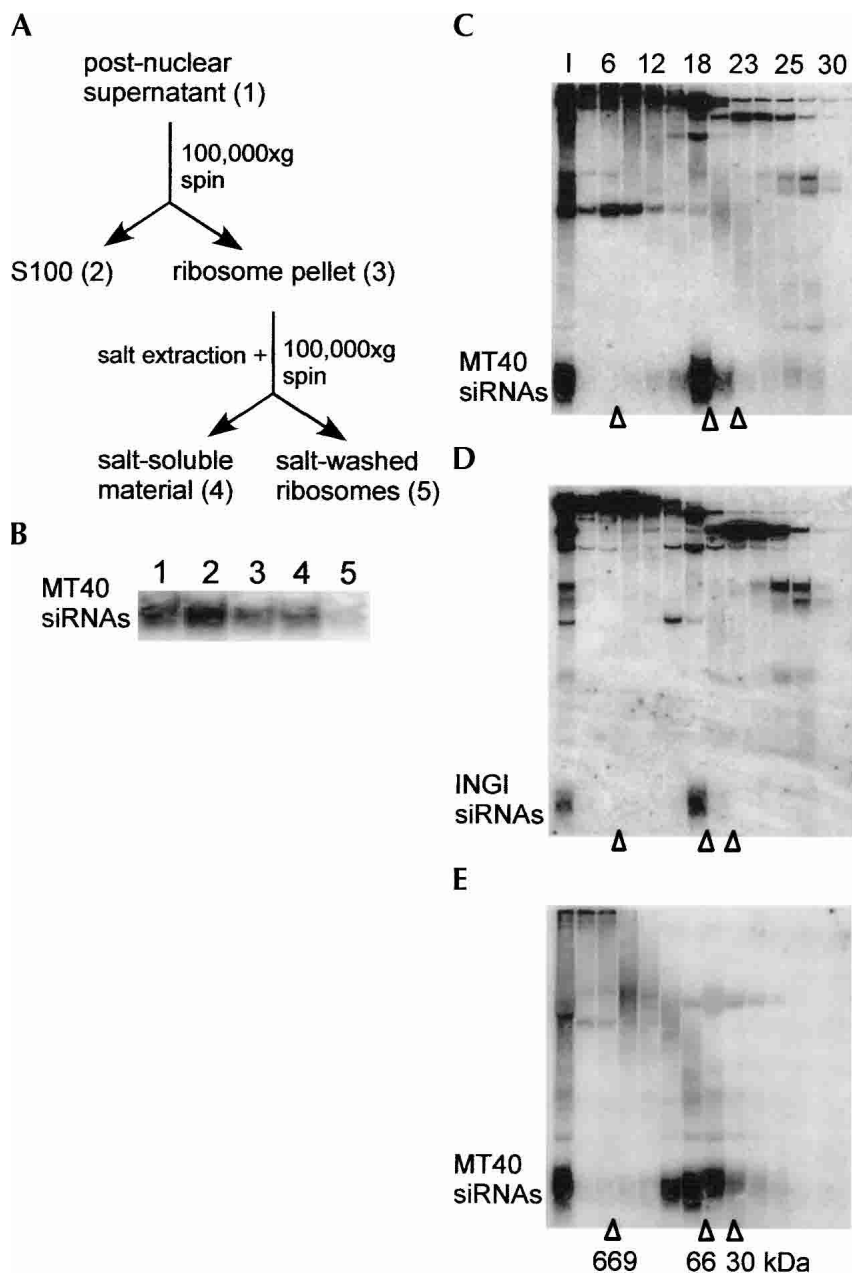 A
post-nuclear
supernatant (1)
100,000xg
spin
S100 (2)
ribosome pellet (3)
salt extraction +
100,000xg
spin
salt-soluble
material (4)
salt-washed
ribosomes (5)
B
1 2 3 4 5
MT40
siRNAs
C
I 6 12 18 23 25 30
MT40
siRNAs
D
INGI
siRNAs
E
MT40
siRNAs
669 66 30 kDa